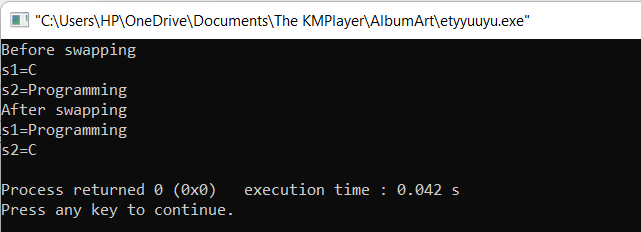 "C:\Users\HP\OneDrive\Documents\The KMPlayer\AlbumArt\etyyuuyu.exe"
Before swapping
s1=C
s2=Programming
After swapping
s1=Programming
s2=C
Process returned 0 (0x0)   execution time : 0.042 s
Press any key to continue.